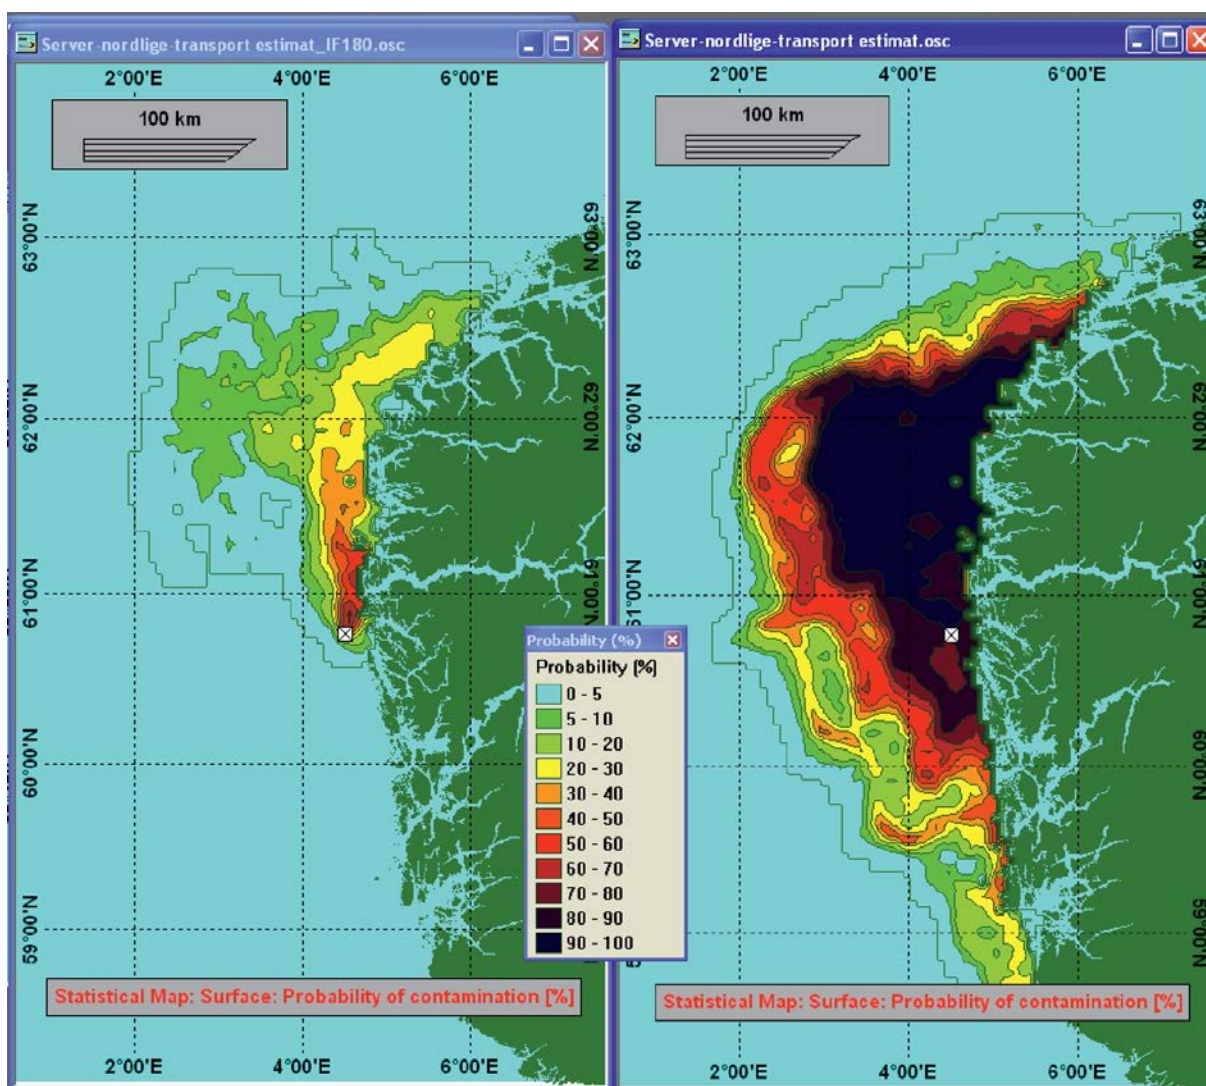 Server-nordlige-transport estimat_IF180.osc
2°00'E 4°00'E 6°00'E
100 km
63°00'N
63°00'N
62°00'N
62°00'N
61°00'N
61°00'N
60°00'N
59°00'N
Statistical Map: Surface: Probability of contamination [%]
2°00'E 4°00'E 6°00'E
Server-nordlige-transport estimat.osc
2°00'E 4°00'E 6°00'E
100 km
63°00'N
63°00'N
62°00'N
62°00'N
61°00'N
61°00'N
60°00'N
59°00'N
Statistical Map: Surface: Probability of contamination [%]
2°00'E 4°00'E 6°00'E
Probability (%)
Probability [%]
0 - 5
5 - 10
10 - 20
20 - 30
30 - 40
40 - 50
50 - 60
60 - 70
70 - 80
80 - 90
90 - 100